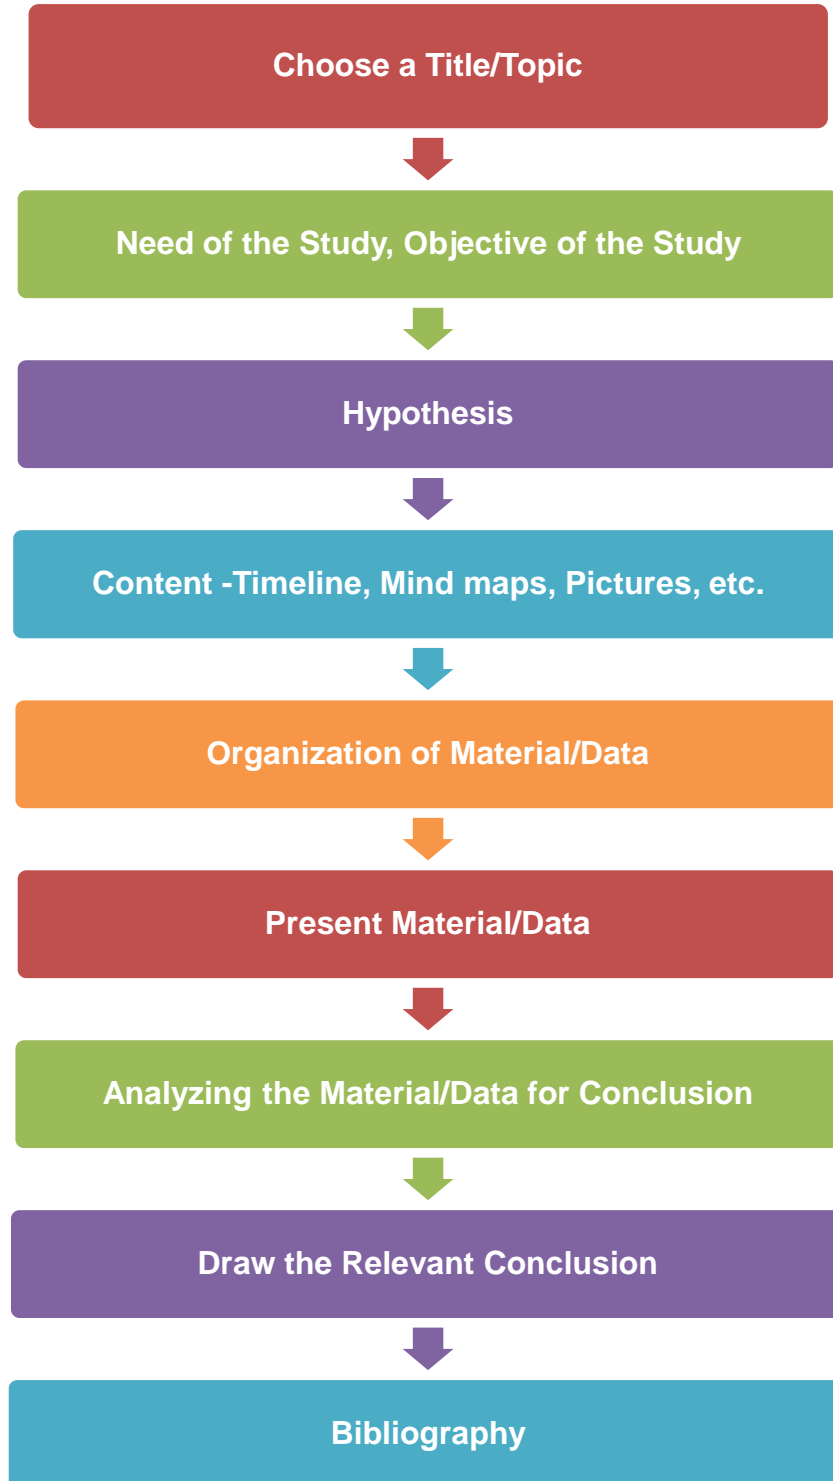 Choose a Title/Topic
Need of the Study, Objective of the Study
Hypothesis
Content -Timeline, Mind maps, Pictures, etc.
Organization of Material/Data
Present Material/Data
Analyzing the Material/Data for Conclusion
Draw the Relevant Conclusion
Bibliography